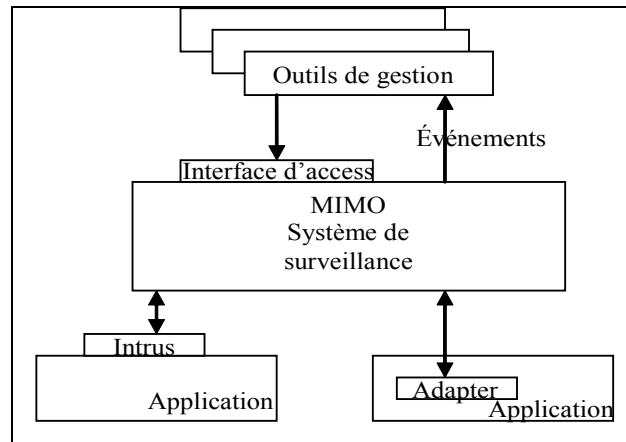 Outils de gestion
Événements
Interface d'access
MIMO
Système de
surveillance
Intrus
Application
Adapter
Application